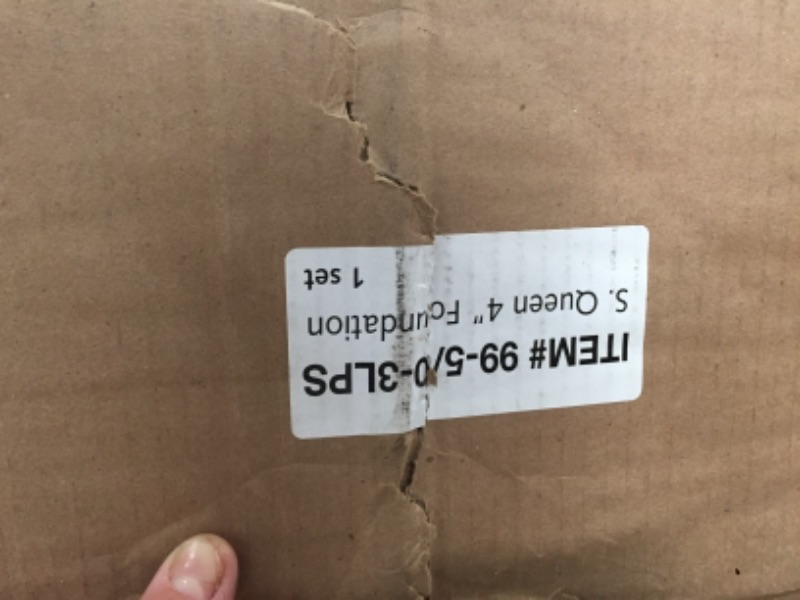 ITEM# 99-5/0-3LPS
S. Queen 4" Foundation
1 set